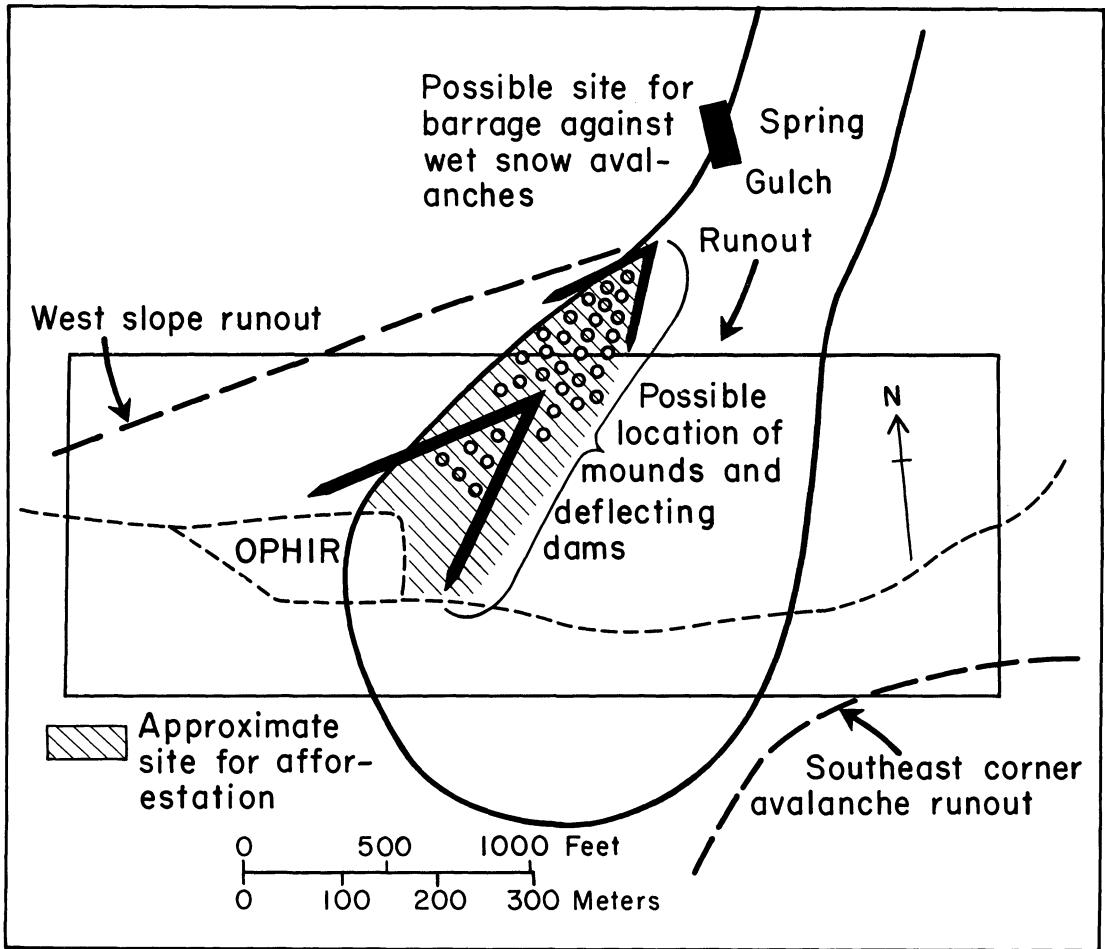 Possible site for
barrage against
wet snow aval-
anches
Spring
Gulch
Runout
West slope runout
N
Possible
location of
mounds and
deflecting
dams
OPHIR
Approximate
site for affor-
estation
Southeast corner
avalanche runout
0 500 1000 Feet
0 100 200 300 Meters